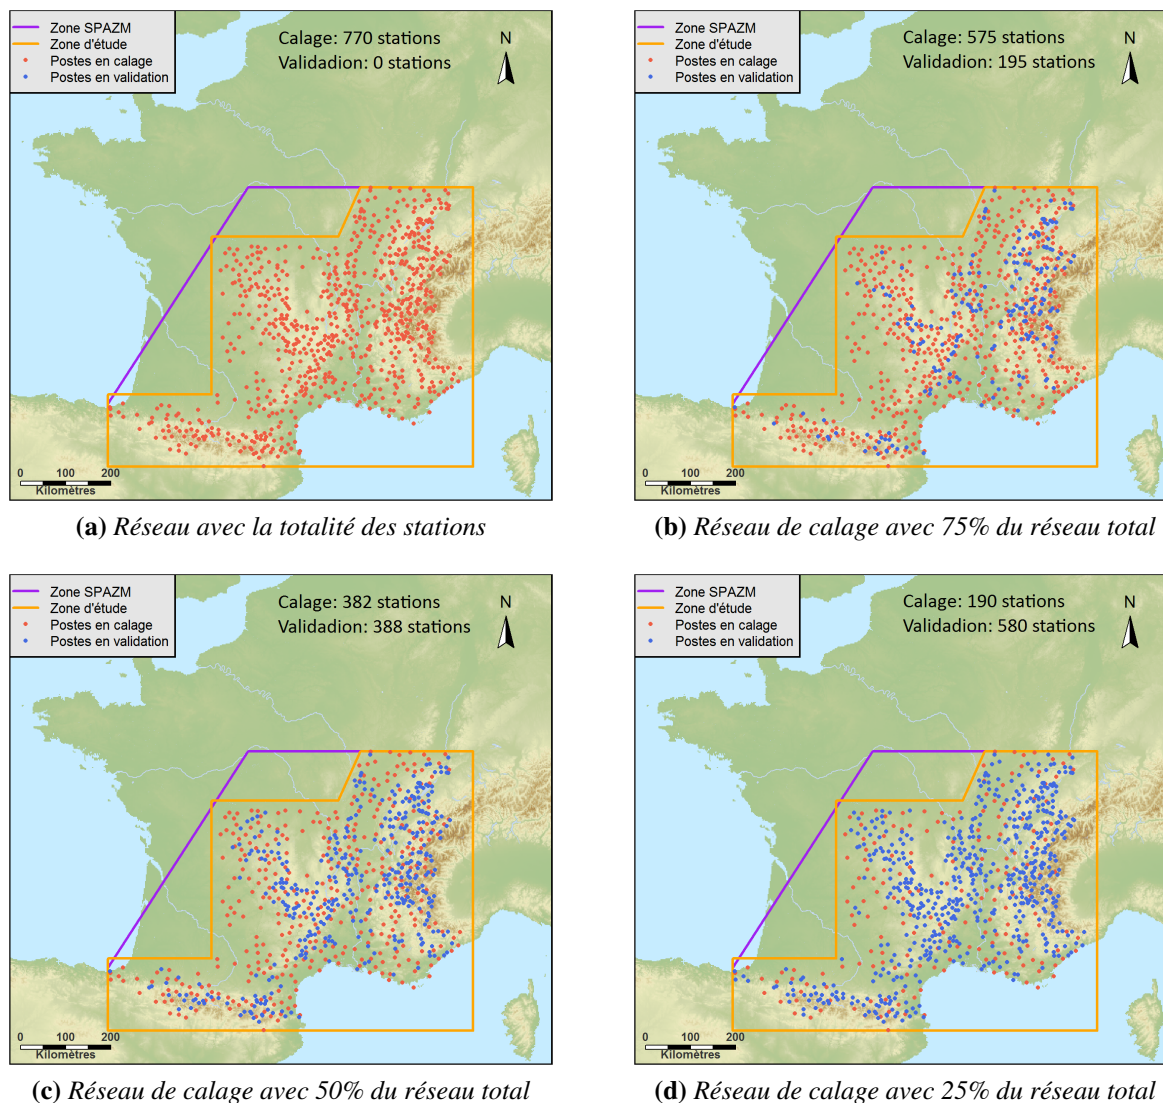 Zone SPAZM
Zone d'étude
Postes en calage
Postes en validation
Calage: 770 stations
Validadion: 0 stations
N
0 100 200
Kilomètres
(a) Réseau avec la totalité des stations
Zone SPAZM
Zone d'étude
Postes en calage
Postes en validation
Calage: 575 stations
Validadion: 195 stations
N
0 100 200
Kilomètres
(b) Réseau de calage avec 75% du réseau total
Zone SPAZM
Zone d'étude
Postes en calage
Postes en validation
Calage: 382 stations
Validadion: 388 stations
N
0 100 200
Kilomètres
(c) Réseau de calage avec 50% du réseau total
Zone SPAZM
Zone d'étude
Postes en calage
Postes en validation
Calage: 190 stations
Validadion: 580 stations
N
0 100 200
Kilomètres
(d) Réseau de calage avec 25% du réseau total